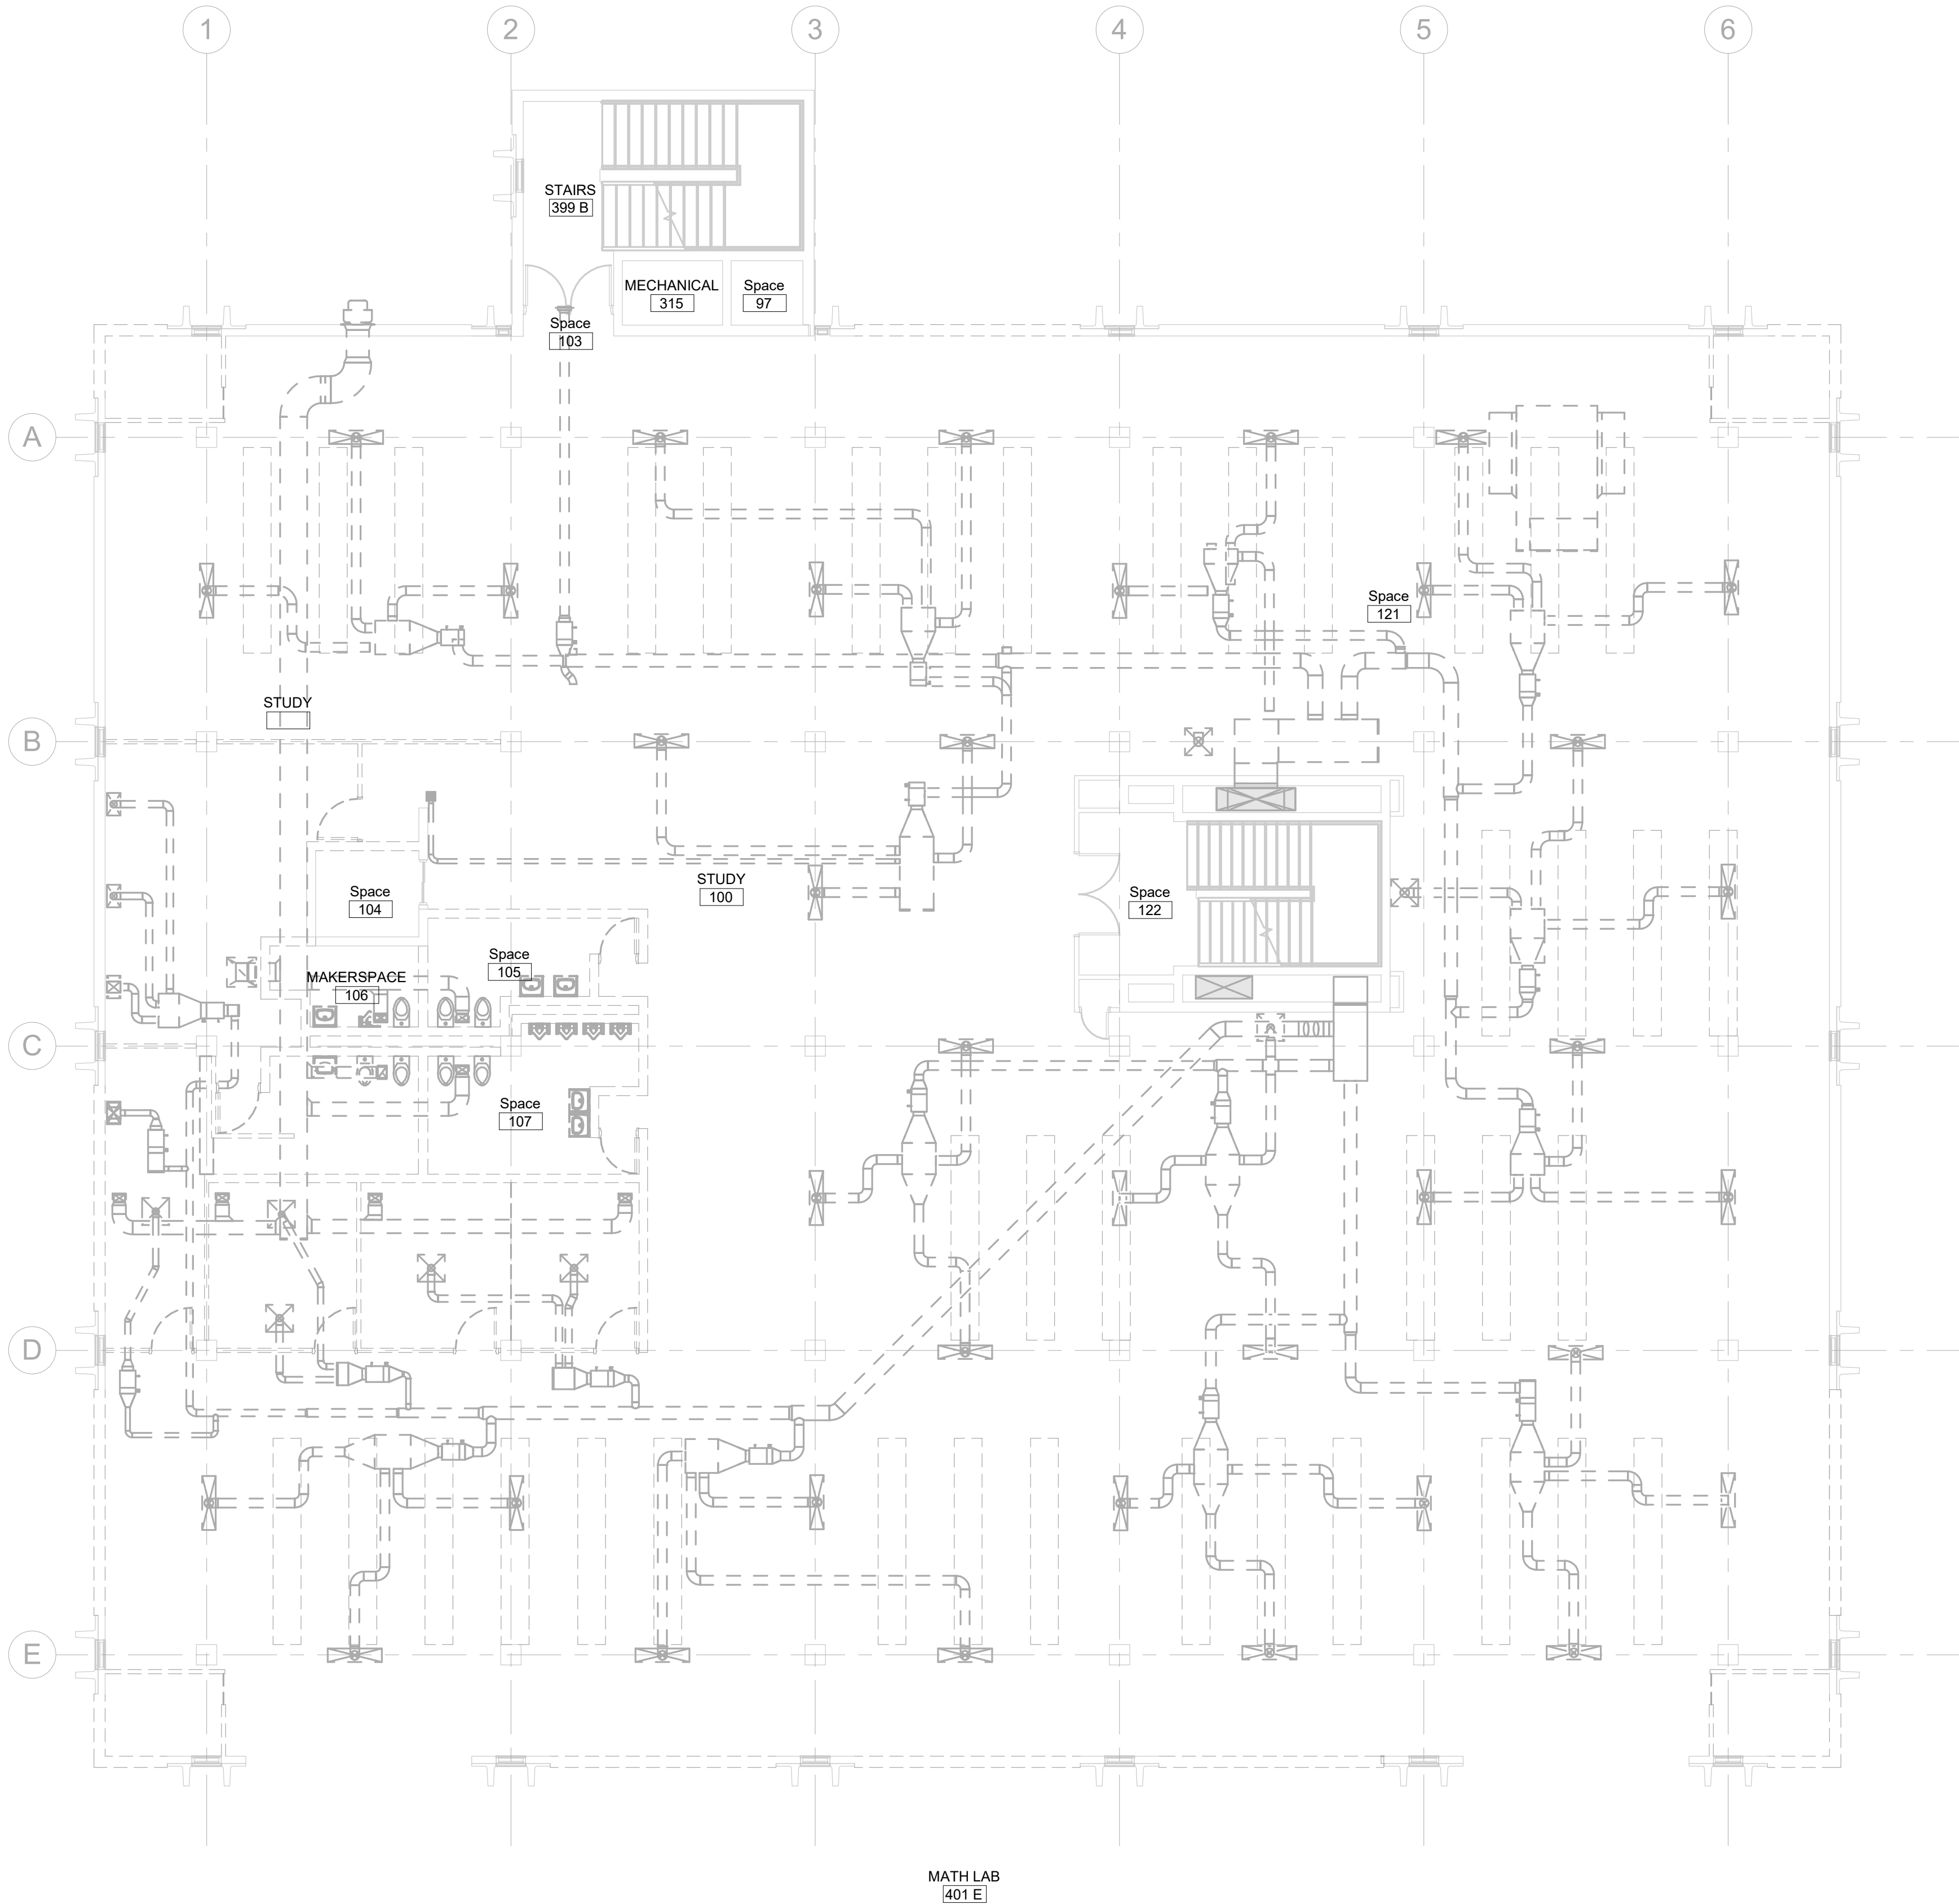 1
2
3
4
5
6
STAIRS
399 B
MECHANICAL
315
Space
97
Space
103
A
Space
121
STUDY
B
STUDY
100
Space
104
Space
122
Space
105
MAKERSPACE
106
C
Space
107
D
E
MATH LAB
401 E